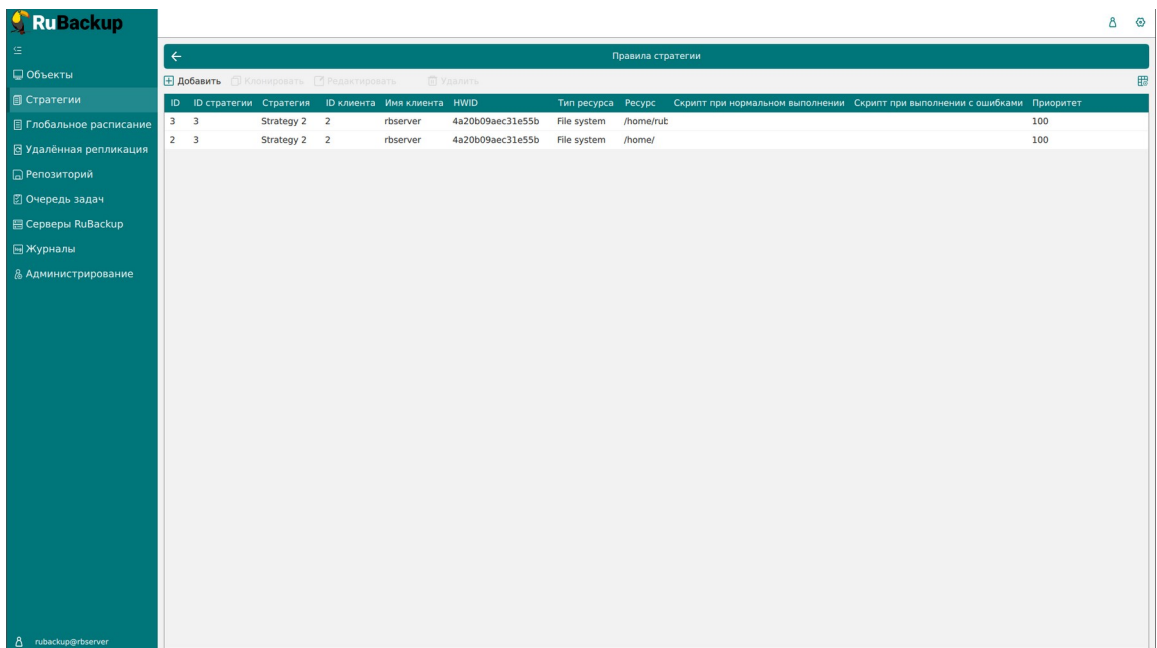 RuBackup
Объекты
Стратегии
Глобальное расписание
Удалённая репликация
Репозиторий
Очередь задач
Серверы RuBackup
Журналы
Администрирование
rubackup@rbserver
Правила стратегии
Добавить Клонировать Редактировать Удалить
ID ID стратегии Стратегия ID клиента Имя клиента HWID Тип ресурса Ресурс Скрипт при нормальном выполнении Скрипт при выполнении с ошибками Приоритет
3 3 Strategy 2 2 rbserver 4a20b09aec31e55b File system /home/rub 100
2 3 Strategy 2 2 rbserver 4a20b09aec31e55b File system /home/ 100